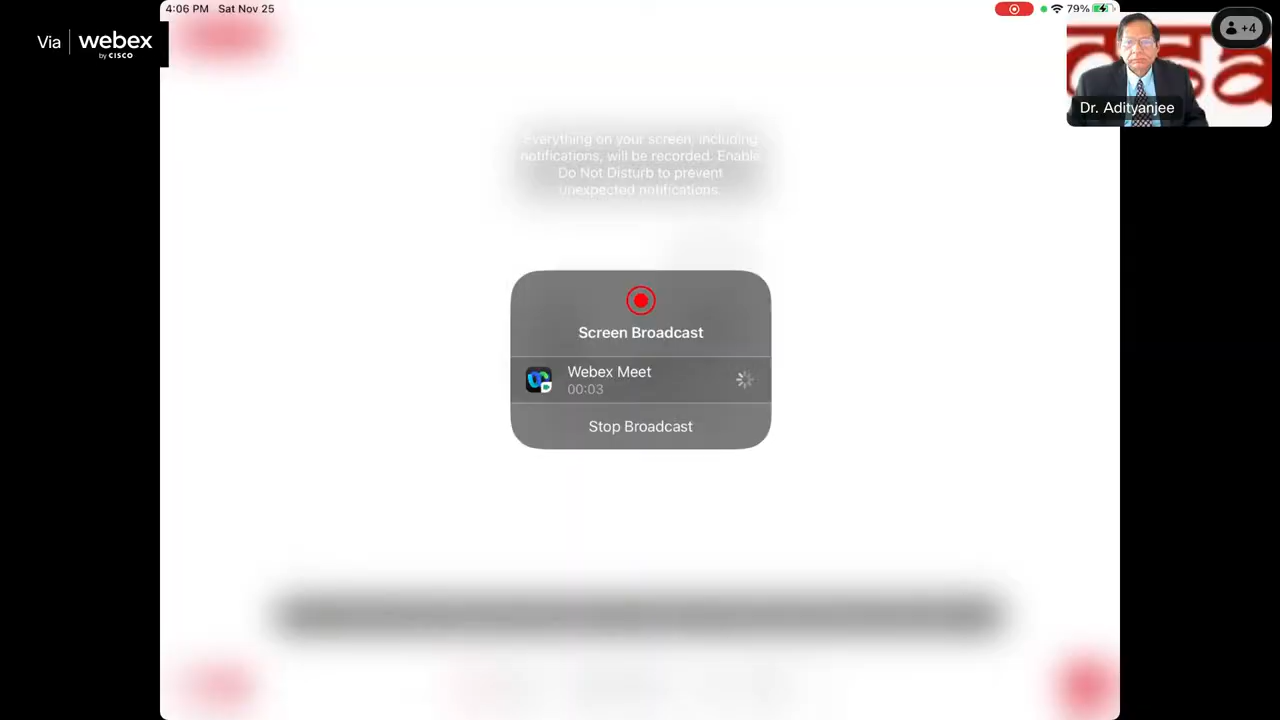 4:06 PM Sat Nov 25
79%
Via webex
by CISCO
+4
Dr. Adityanjee
Everything on your screen, including
notifications, will be recorded. Enable
Do Not Disturb to prevent
unexpected notifications.
Screen Broadcast
Webex Meet
00:03
Stop Broadcast